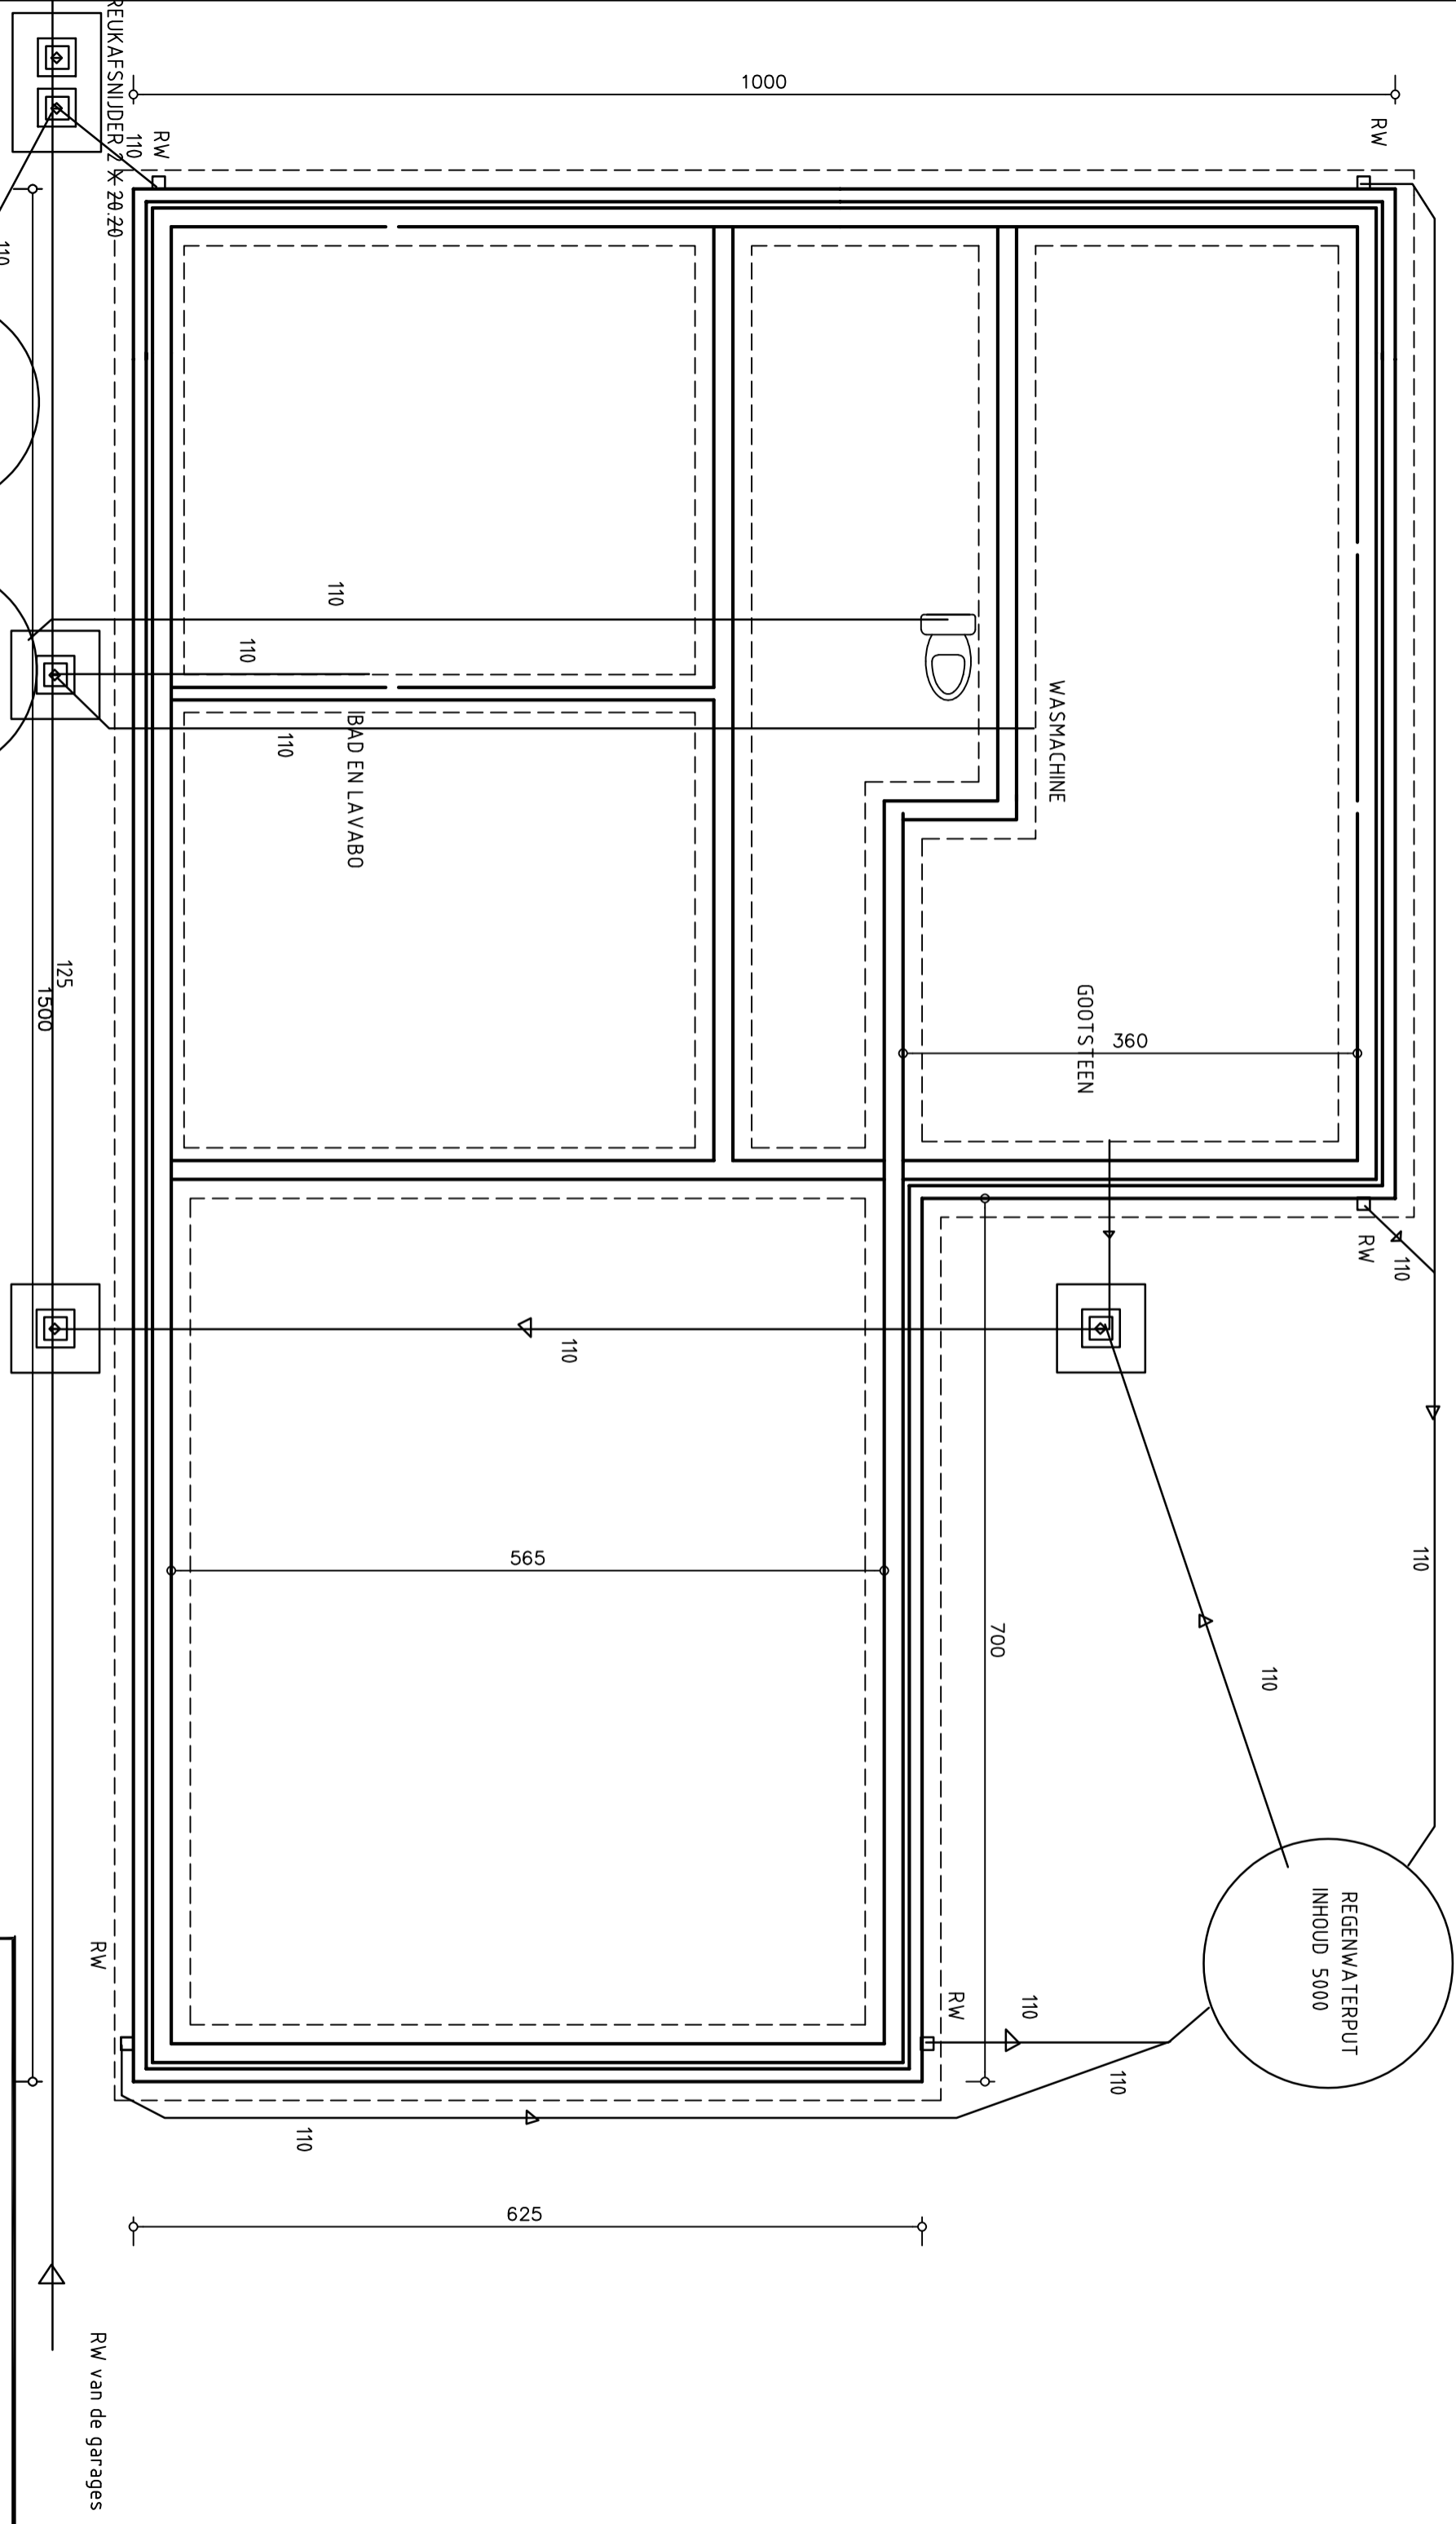 REUKAFSNIJDER 2 X 20.20
1000
RW
RW
110
110
110
110
110
WASMACHINE
BAD EN LAVABO
125
1500
GOOTSTEEN
360
RW
110
110
565
700
110
110
REGENWATERPUT
INHOUD 5000
RW
RW
110
110
110
625
RW van de garages